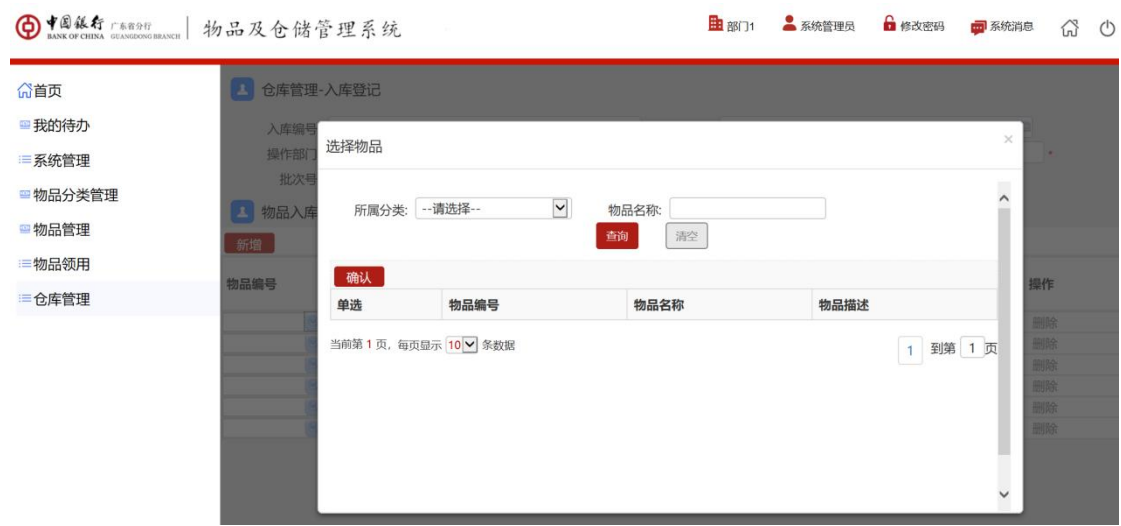 中國銀行 广东省分行 物品及仓储管理系统 部门1 系统管理员 修改密码 系统消息
BANK OF CHINA GUANGDONG BRANCH
首页
仓库管理-入库登记
我的待办
入库编号
选择物品 ×
操作部门 *
系统管理
批次号
物品分类管理
物品入库
所属分类: --请选择-- 物品名称:
物品管理
查询 清空
新增
物品领用
确认
物品编号 操作
单选 物品编号 物品名称 物品描述
仓库管理
删除
当前第 1 页，每页显示 10 条数据 1 到第 1 页
删除
删除
删除
删除
删除